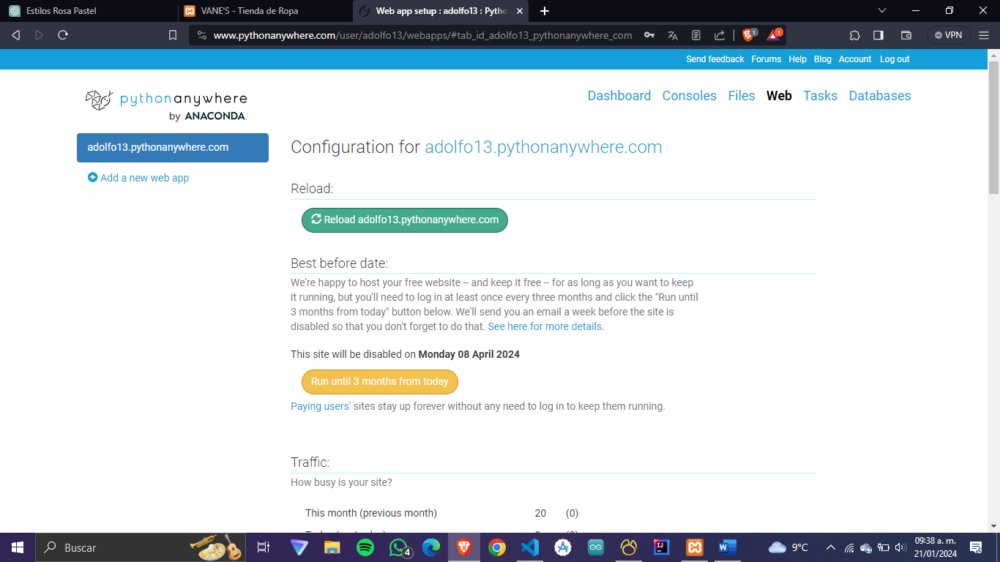 Estilos Rosa Pastel
VANE'S - Tienda de Ropa
Web app setup : adolfo13 : Pytho
www.pythonanywhere.com/user/adolfo13/webapps/#tab_id_adolfo13_pythonanywhere_com
1
1
VPN
Send feedback Forums Help Blog Account Log out
pythonanywhere
by ANACONDA.
Dashboard Consoles Files Web Tasks Databases
adolfo13.pythonanywhere.com
Add a new web app
Configuration for adolfo13.pythonanywhere.com
Reload:
Reload adolfo13.pythonanywhere.com
Best before date:
We're happy to host your free website -- and keep it free -- for as long as you want to keep
it running, but you'll need to log in at least once every three months and click the "Run until
3 months from today" button below. We'll send you an email a week before the site is
disabled so that you don't forget to do that. See here for more details.
This site will be disabled on Monday 08 April 2024
Run until 3 months from today
Paying users' sites stay up forever without any need to log in to keep them running.
Traffic:
How busy is your site?
This month (previous month) 20 (0)
Buscar
4
9°C
09:38 a. m.
21/01/2024